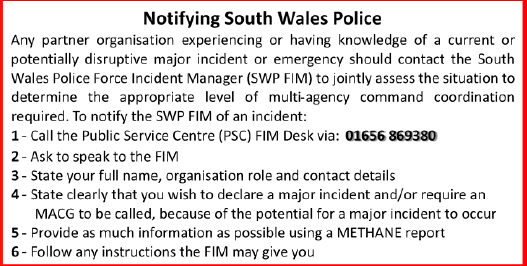 Notifying South Wales Police
Any partner organisation experiencing or having knowledge of a current or
potentially disruptive major incident or emergency should contact the South
Wales Police Force Incident Manager (SWP FIM) to jointly assess the situation to
determine the appropriate level of multi-agency command coordination
required. To notify the SWP FIM of an incident:
1 - Call the Public Service Centre (PSC) FIM Desk via: 01656 869380
2 - Ask to speak to the FIM
3 - State your full name, organisation role and contact details
4 - State clearly that you wish to declare a major incident and/or require an
MACG to be called, because of the potential for a major incident to occur
5 - Provide as much information as possible using a METHANE report
6 - Follow any instructions the FIM may give you